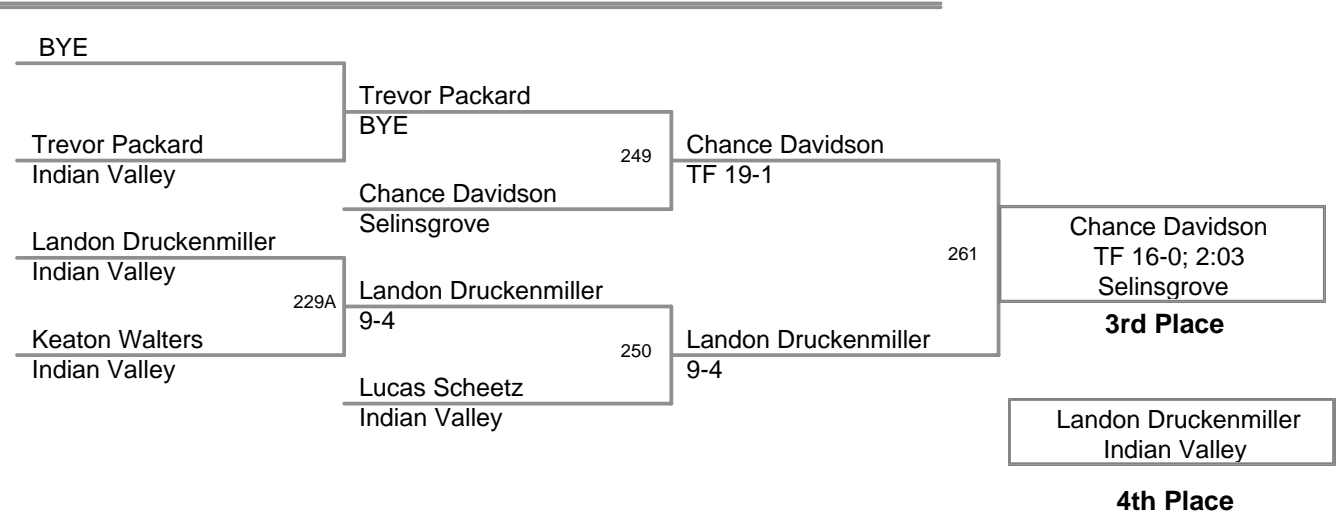 BYE
Trevor Packard
BYE
Trevor Packard
Indian Valley
249
Chance Davidson
TF 19-1
Chance Davidson
Selinsgrove
Landon Druckenmiller
Indian Valley
261
Chance Davidson
TF 16-0; 2:03
Selinsgrove
3rd Place
229A
Landon Druckenmiller
9-4
Keaton Walters
Indian Valley
250
Landon Druckenmiller
9-4
Lucas Scheetz
Indian Valley
Landon Druckenmiller
Indian Valley
4th Place